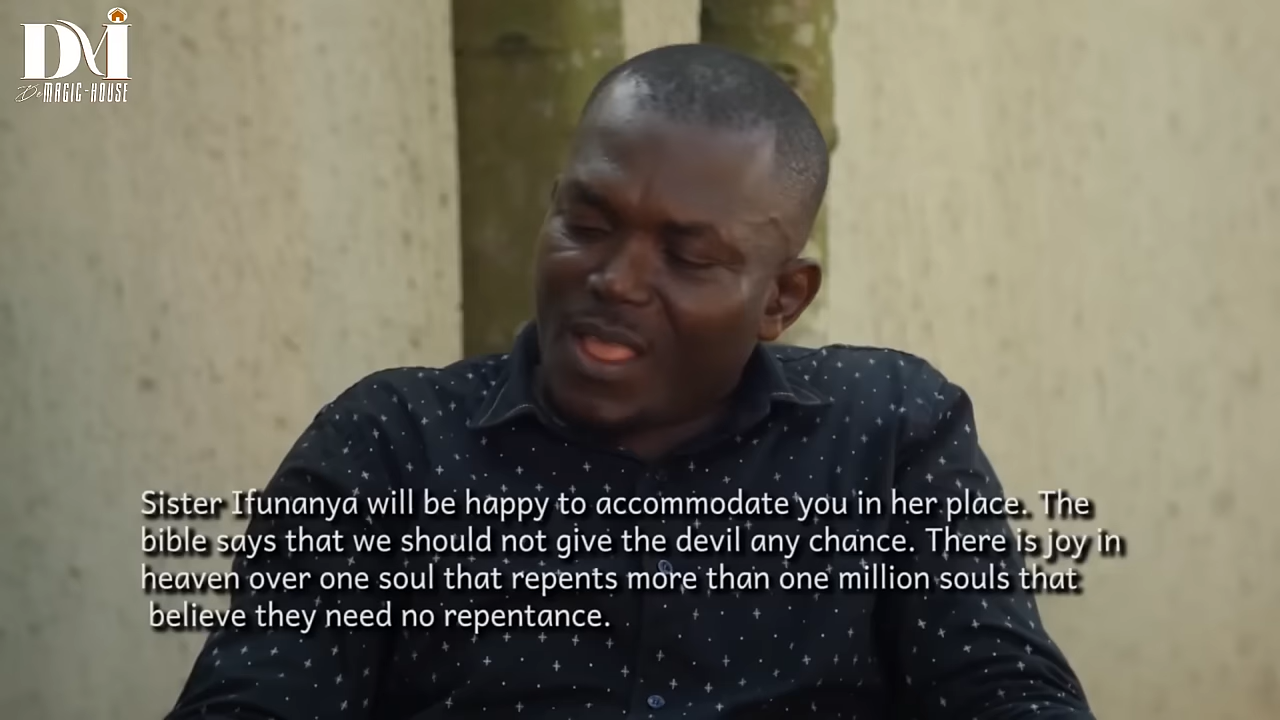 DMI
De MAGIC-HOUSE
Sister Ifunanya will be happy to accommodate you in her place. The
bible says that we should not give the devil any chance. There is joy in
heaven over one soul that repents more than one million souls that
believe they need no repentance.